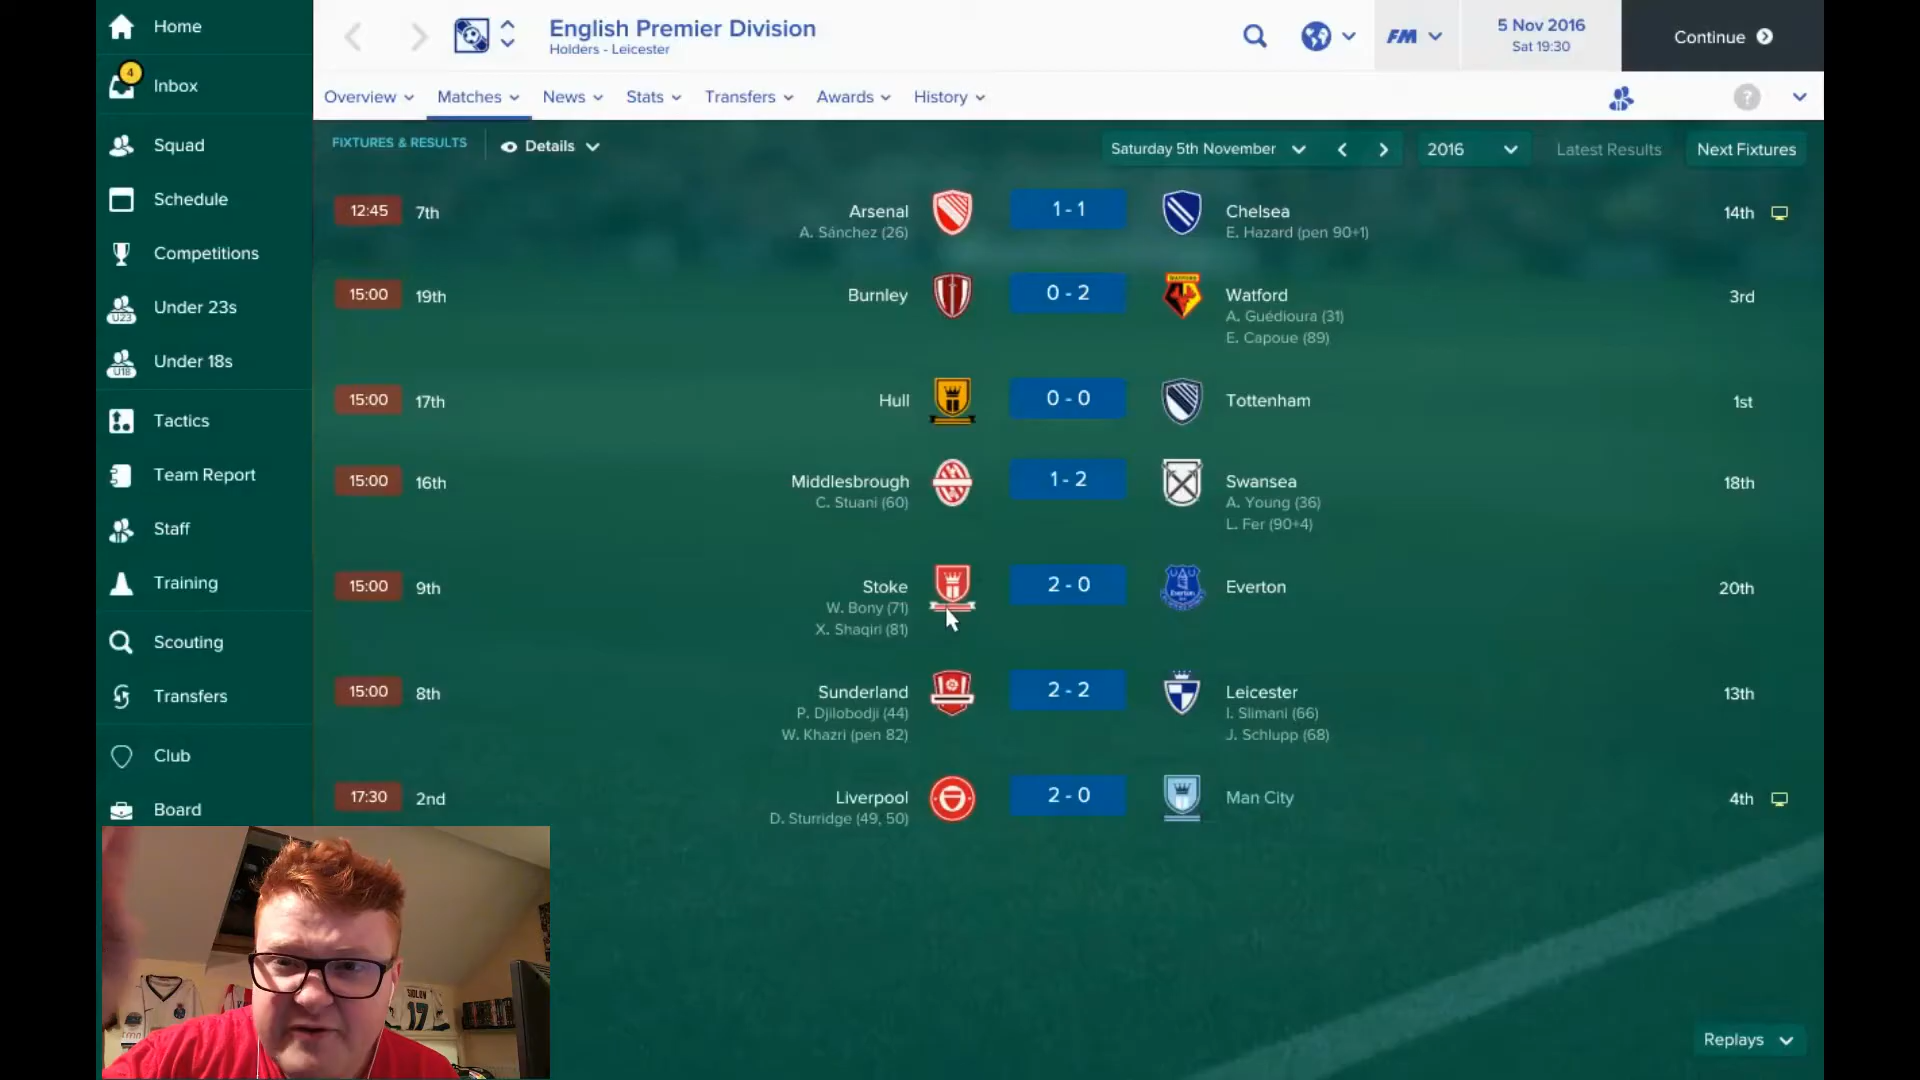 Home
4
Inbox
Squad
Schedule
Competitions
U23
Under 23s
U18
Under 18s
Tactics
Team Report
Staff
Training
Scouting
Transfers
Club
Board
English Premier Division
Holders - Leicester
FM
5 Nov 2016
Sat 19:30
Continue
Overview
Matches
News
Stats
Transfers
Awards
History
?
FIXTURES & RESULTS
Details
Saturday 5th November
2016
Latest Results
Next Fixtures
12:45 7th Arsenal 1 - 1 Chelsea 14th
A. Sánchez (26) E. Hazard (pen 90+1)
15:00 19th Burnley 0 - 2 Watford 3rd
A. Guédioura (31)
E. Capoue (89)
15:00 17th Hull 0 - 0 Tottenham 1st
15:00 16th Middlesbrough 1 - 2 Swansea 18th
C. Stuani (60) A. Young (36)
L. Fer (90+4)
15:00 9th Stoke 2 - 0 Everton 20th
W. Bony (71)
X. Shaqiri (81)
15:00 8th Sunderland 2 - 2 Leicester 13th
P. Djilobodji (44) I. Slimani (66)
W. Khazri (pen 82) J. Schlupp (68)
17:30 2nd Liverpool 2 - 0 Man City 4th
D. Sturridge (49, 50)
17
Replays